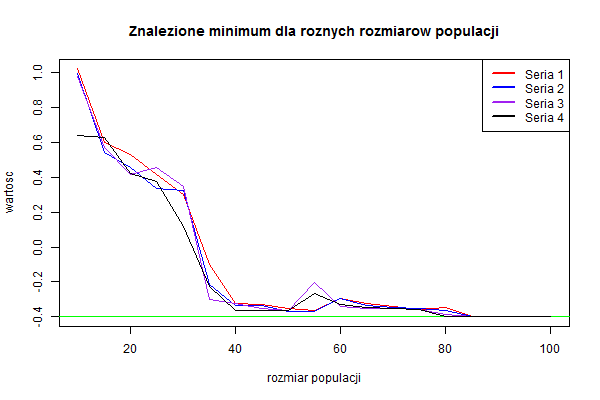 Znalezione minimum dla roznych rozmiarow populacji
Seria 1
Seria 2
Seria 3
Seria 4
wartosc
1.0
0.8
0.6
0.4
0.2
0.0
-0.2
-0.4
20
40
60
80
100
rozmiar populacji